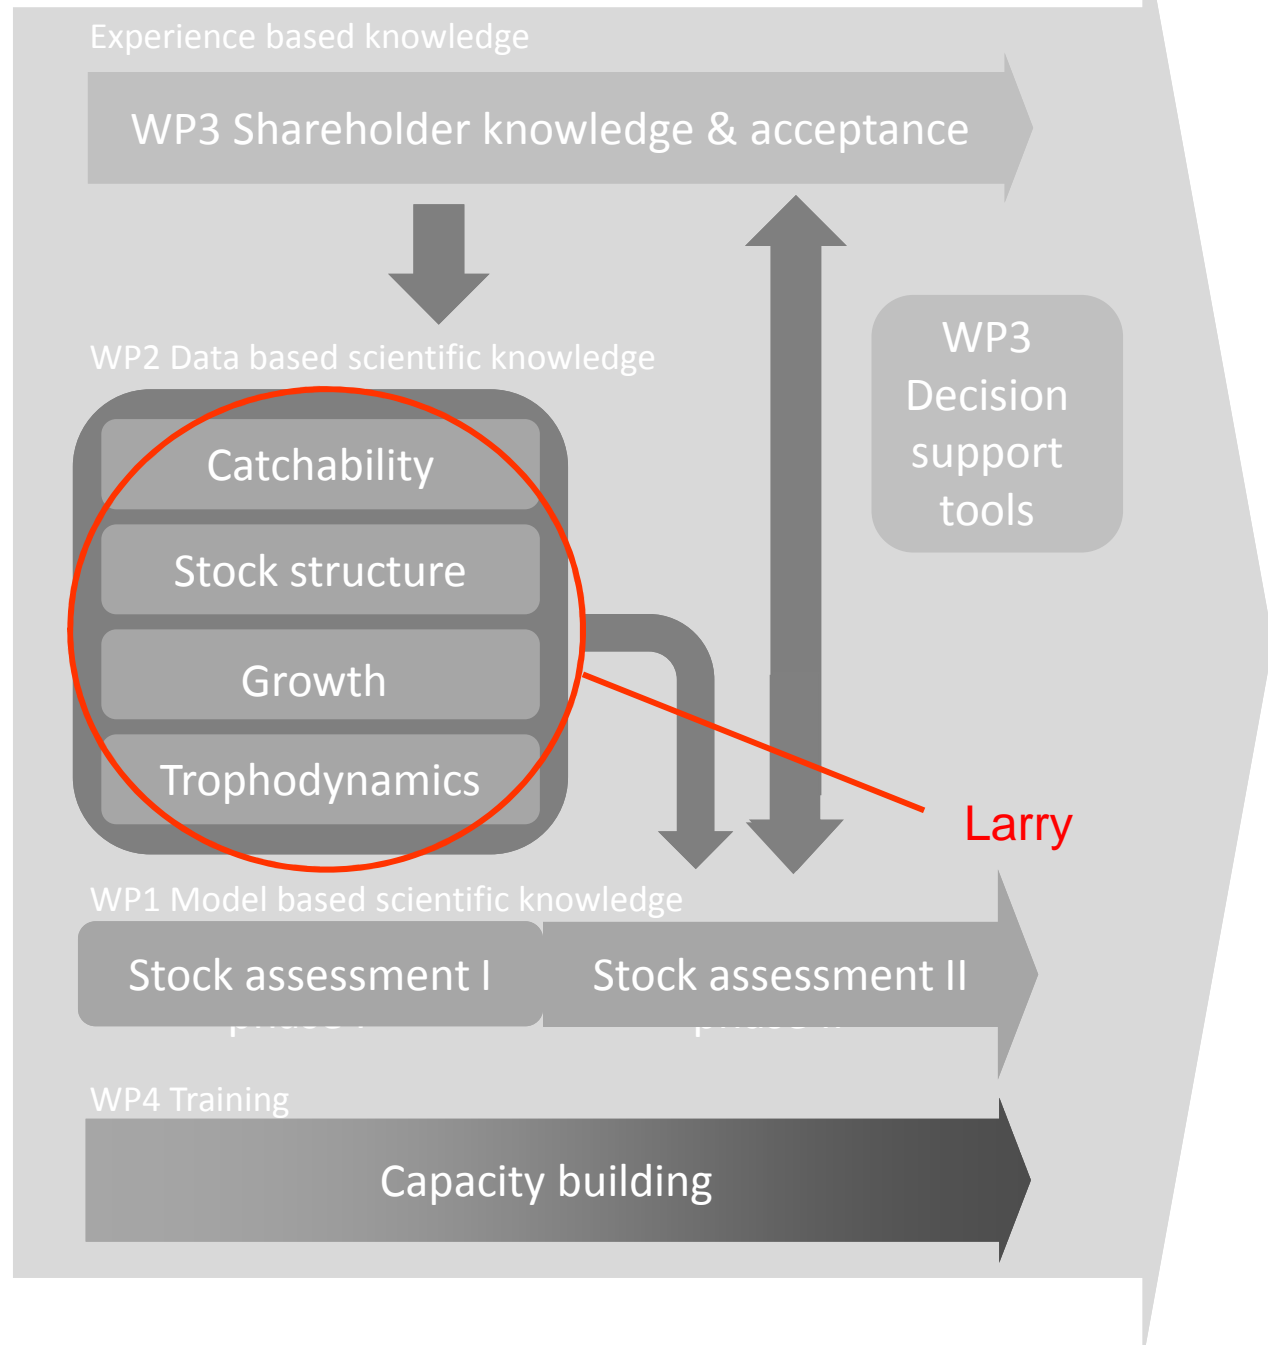 Experience based knowledge
WP3 Shareholder knowledge & acceptance
WP2 Data based scientific knowledge
Catchability
Stock structure
Growth
Trophodynamics
WP3
Decision
support
tools
Larry
WP1 Model based scientific knowledge
Stock assessment I
Stock assessment II
WP4 Training
Capacity building